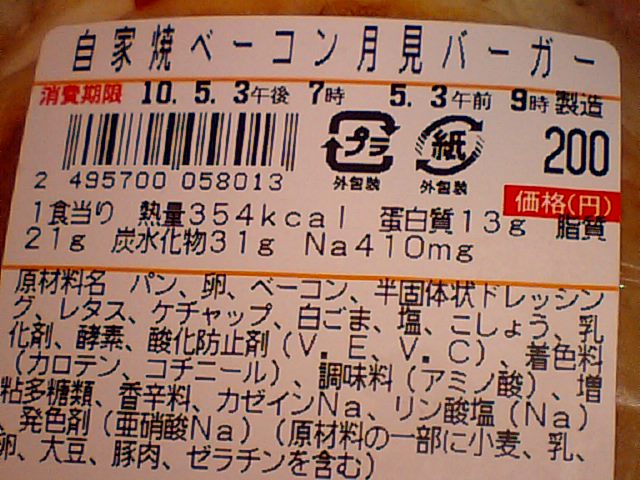 自家焼ベーコン月見バーガー
消費期限 10. 5. 3午後 7時 5. 3午前 9時製造
プラ 紙 200
外包装 外包装
2 495700 058013 価格(円)
1食当り 熱量354kcal 蛋白質13g 脂質
21g 炭水化物31g Na410mg
原材料名 パン、卵、ベーコン、半固体状ドレッシン
グ、レタス、ケチャップ、白ごま、塩、こしょう、乳
化剤、酵素、酸化防止剤(V.E、V.C)、着色料
(カロテン、コチニール)、調味料(アミノ酸)、増
粘多糖類、香辛料、カゼインNa、リン酸塩(Na)
、発色剤(亜硝酸Na)(原材料の一部に小麦、乳、
卵、大豆、豚肉、ゼラチンを含む)